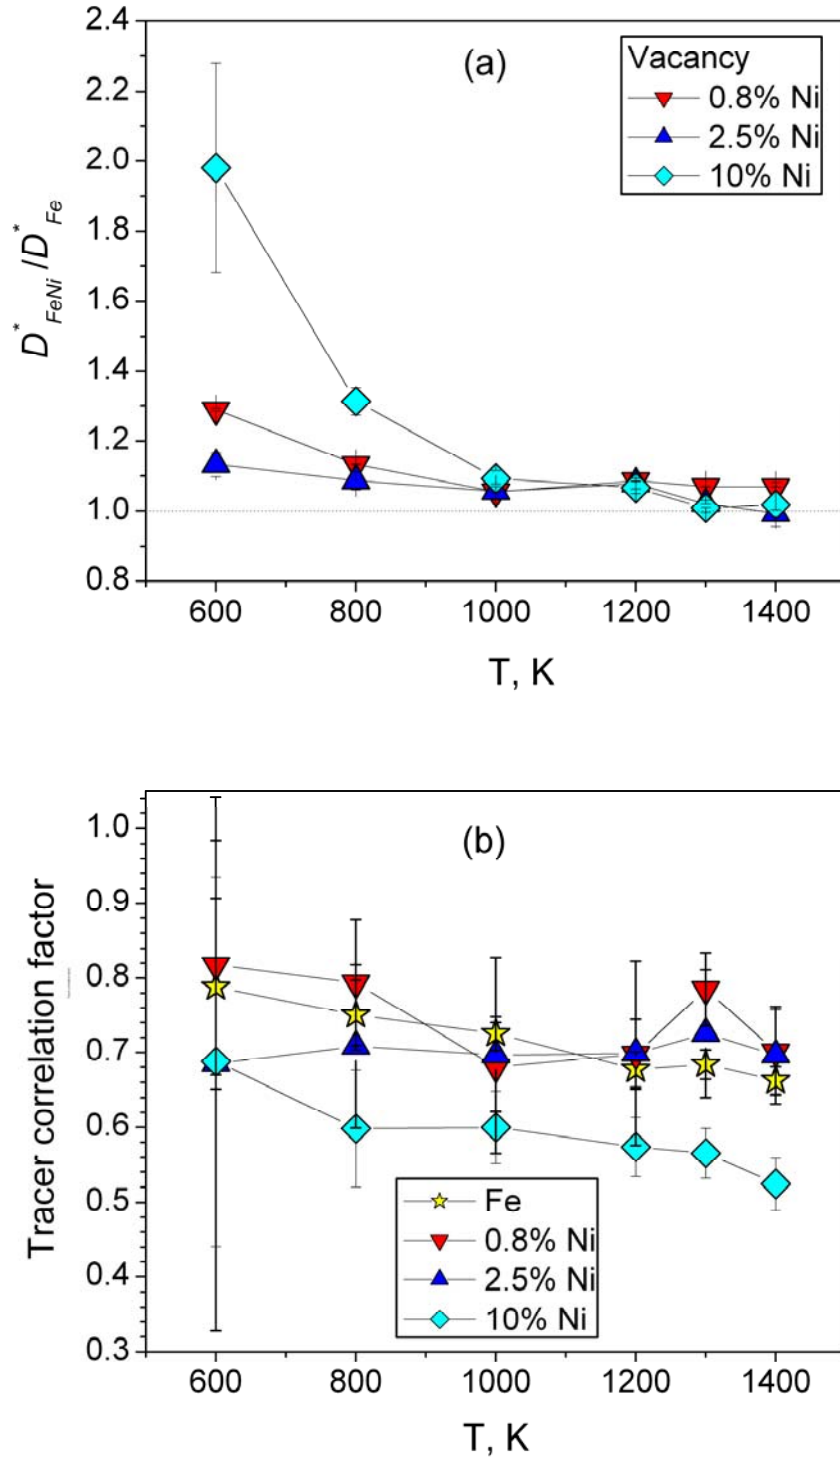 2.4
2.2
2.0
1.8
1.6
1.4
1.2
1.0
0.8
D*FeNi/D*Fe
(a)
Vacancy
0.8% Ni
2.5% Ni
10% Ni
600 800 1000 1200 1400
T, K
1.0
0.9
0.8
0.7
0.6
0.5
0.4
0.3
Tracer correlation factor
(b)
Fe
0.8% Ni
2.5% Ni
10% Ni
600 800 1000 1200 1400
T, K